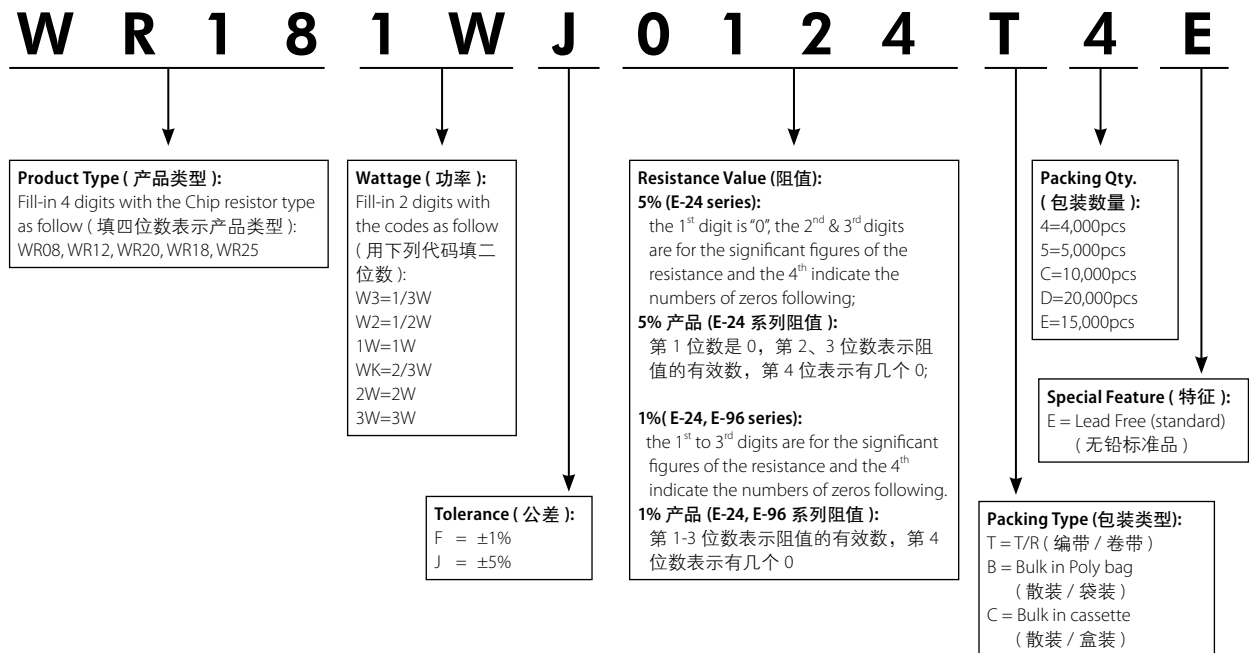 W R 1 8 1 W J 0 1 2 4 T 4 E
Product Type ( 产品类型 ):
Fill-in 4 digits with the Chip resistor type
as follow ( 填四位数表示产品类型 ):
WR08, WR12, WR20, WR18, WR25
Wattage ( 功率 ):
Fill-in 2 digits with
the codes as follow
( 用下列代码填二
位数 ):
W3=1/3W
W2=1/2W
1W=1W
WK=2/3W
2W=2W
3W=3W
Tolerance ( 公差 ):
F = ±1%
J = ±5%
Resistance Value (阻值):
5% (E-24 series):
the 1st digit is “0”, the 2nd & 3rd digits
are for the significant figures of the
resistance and the 4th indicate the
numbers of zeros following;
5% 产品 (E-24 系列阻值 ):
第 1 位数是 0，第 2、3 位数表示阻
值的有效数，第 4 位表示有几个 0;
1%( E-24, E-96 series):
the 1st to 3rd digits are for the significant
figures of the resistance and the 4th
indicate the numbers of zeros following.
1% 产品 (E-24, E-96 系列阻值 ):
第 1-3 位数表示阻值的有效数，第 4
位数表示有几个 0
Packing Qty.
( 包装数量 ):
4=4,000pcs
5=5,000pcs
C=10,000pcs
D=20,000pcs
E=15,000pcs
Special Feature ( 特征 ):
E = Lead Free (standard)
( 无铅标准品 )
Packing Type (包装类型):
T = T/R ( 编带 / 卷带 )
B = Bulk in Poly bag
( 散装 / 袋装 )
C = Bulk in cassette
( 散装 / 盒装 )